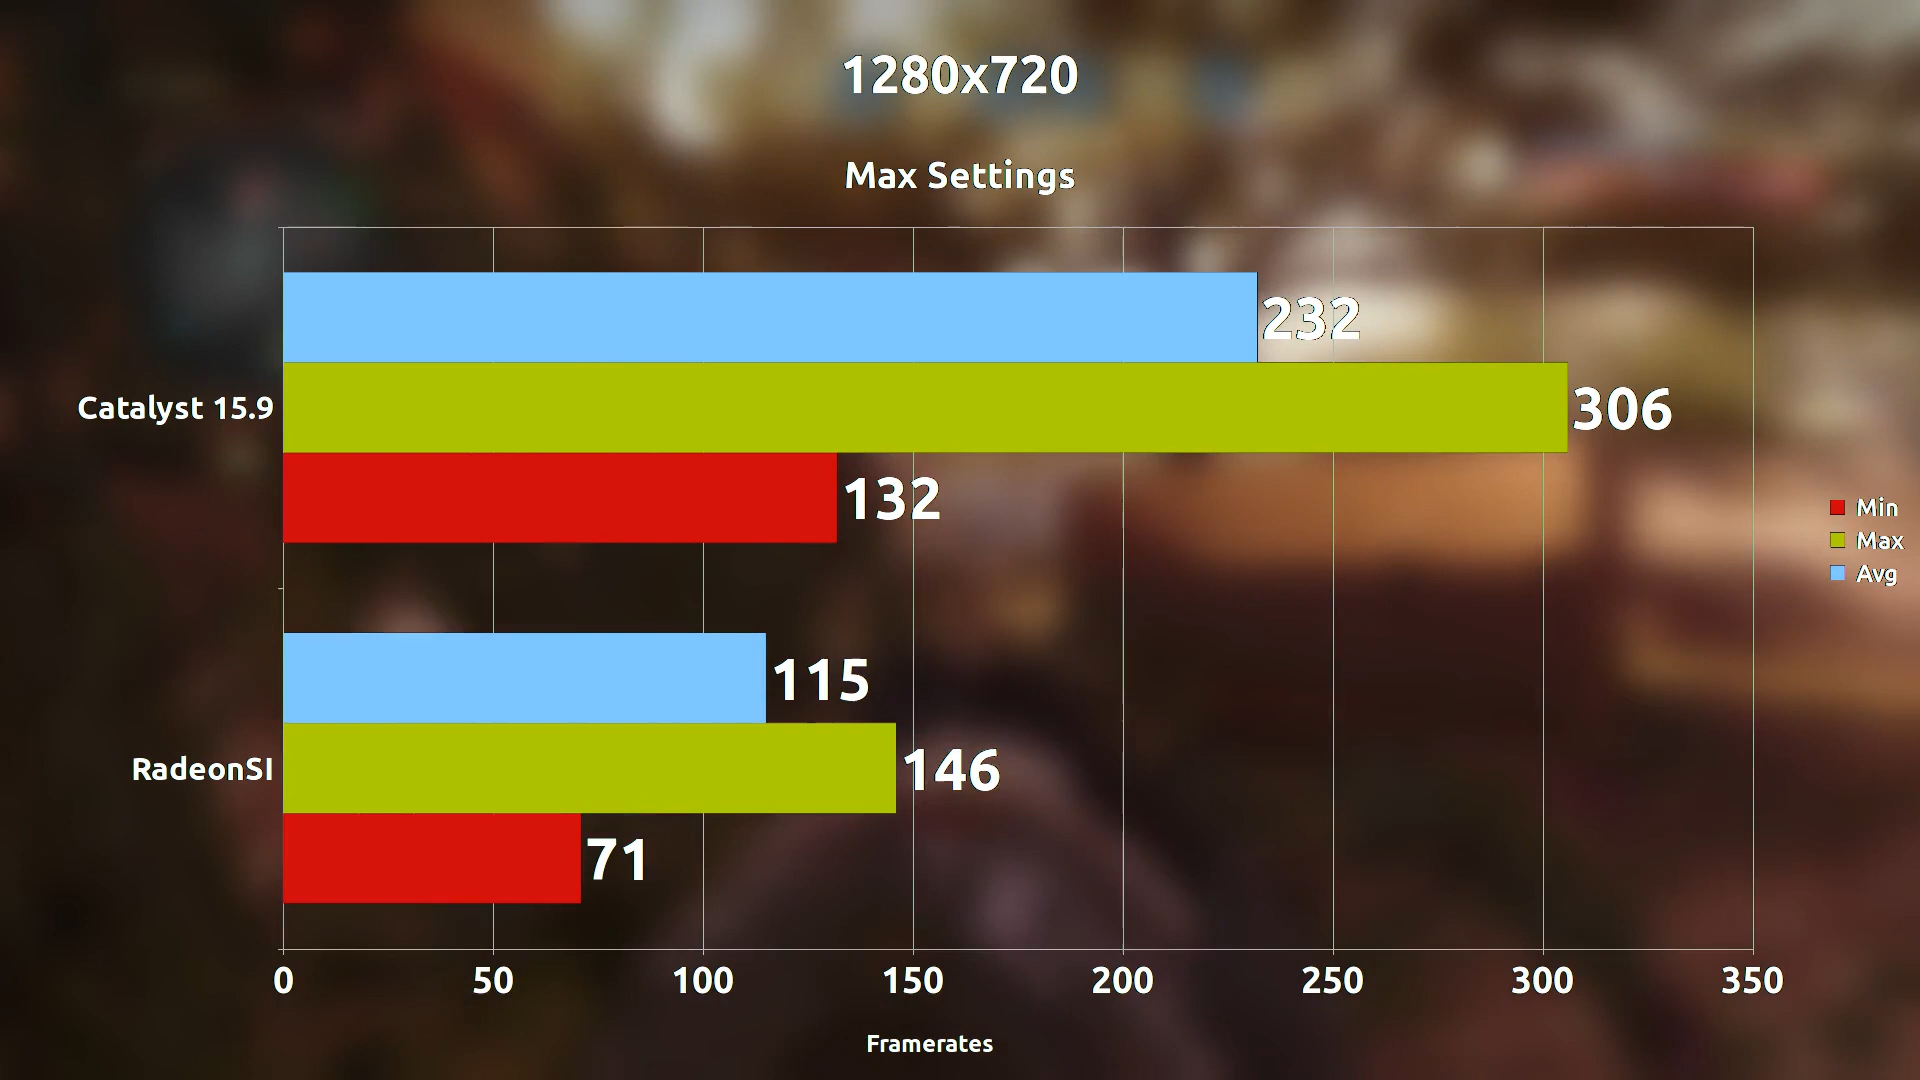 1280x720
Max Settings
232
Catalyst 15.9
306
132
Min
Max
Avg
115
RadeonSI
146
71
0 50 100 150 200 250 300 350
Framerates